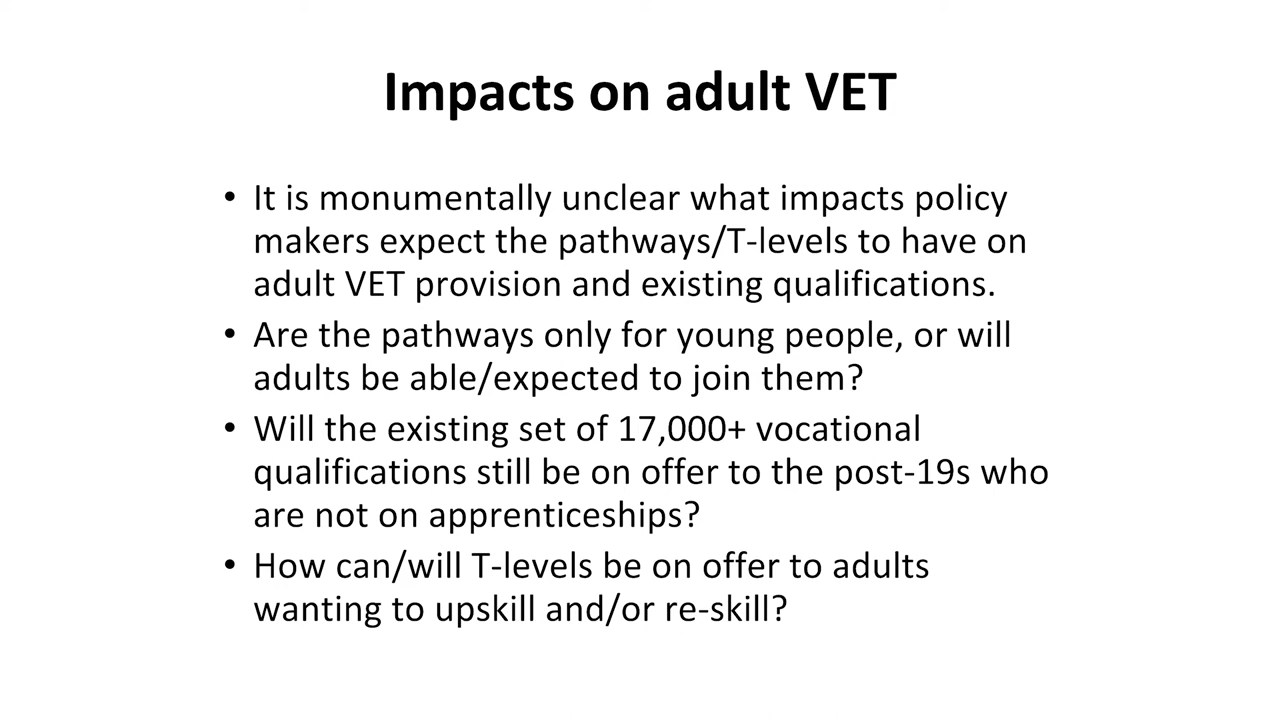 Impacts on adult VET
• It is monumentally unclear what impacts policy
makers expect the pathways/T-levels to have on
adult VET provision and existing qualifications.
• Are the pathways only for young people, or will
adults be able/expected to join them?
• Will the existing set of 17,000+ vocational
qualifications still be on offer to the post-19s who
are not on apprenticeships?
• How can/will T-levels be on offer to adults
wanting to upskill and/or re-skill?